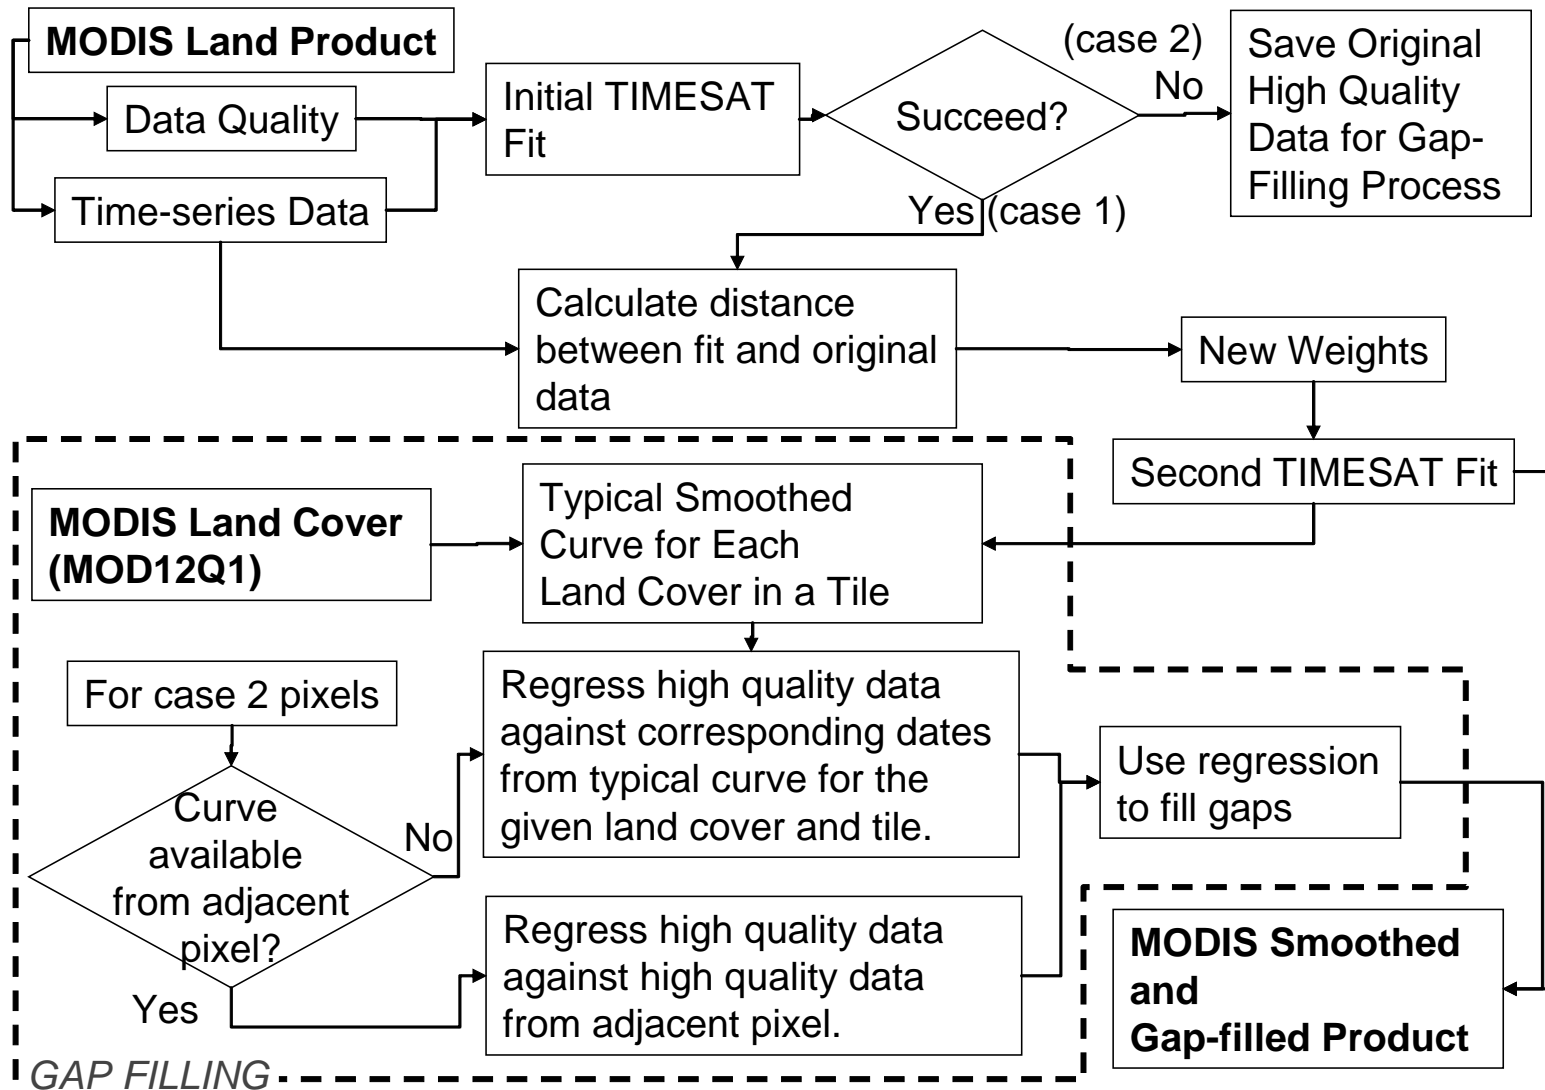 MODIS Land Product
Data Quality
Time-series Data
Initial TIMESAT
Fit
Succeed?
(case 2)
No
Save Original
High Quality
Data for Gap-
Filling Process
Yes (case 1)
Calculate distance
between fit and original
data
New Weights
Second TIMESAT Fit
MODIS Land Cover
(MOD12Q1)
Typical Smoothed
Curve for Each
Land Cover in a Tile
For case 2 pixels
Curve
available
from adjacent
pixel?
No
Yes
Regress high quality data
against corresponding dates
from typical curve for the
given land cover and tile.
Regress high quality data
against high quality data
from adjacent pixel.
Use regression
to fill gaps
MODIS Smoothed
and
Gap-filled Product
GAP FILLING